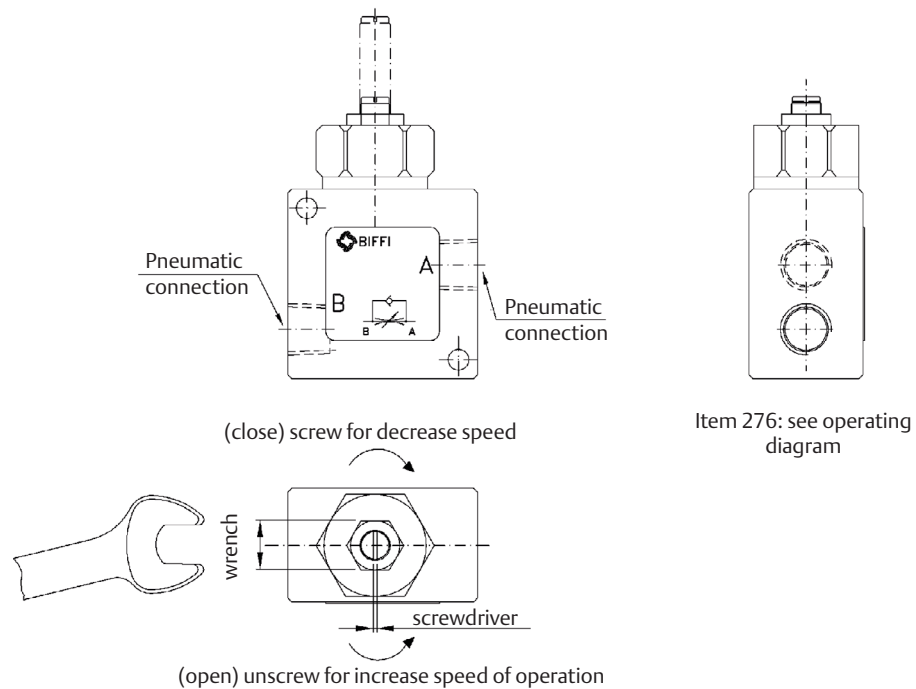 BIFFI
A
B
B A
Pneumatic
connection
Pneumatic
connection
Item 276: see operating
diagram
(close) screw for decrease speed
wrench
screwdriver
(open) unscrew for increase speed of operation